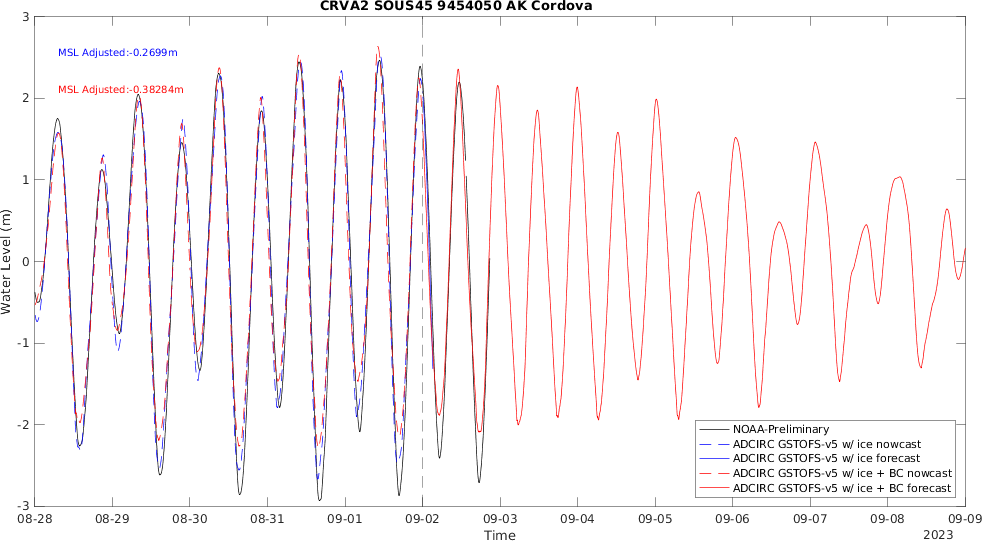 CRVA2 SOUS45 9454050 AK Cordova
3
MSL Adjusted:-0.2699m
2
MSL Adjusted:-0.38284m
1
0
-1
-2
-3
Water Level (m)
NOAA-Preliminary
ADCIRC GSTOFS-v5 w/ ice nowcast
ADCIRC GSTOFS-v5 w/ ice forecast
ADCIRC GSTOFS-v5 w/ ice + BC nowcast
ADCIRC GSTOFS-v5 w/ ice + BC forecast
08-28 08-29 08-30 08-31 09-01 09-02 09-03 09-04 09-05 09-06 09-07 09-08 09-09
Time
2023